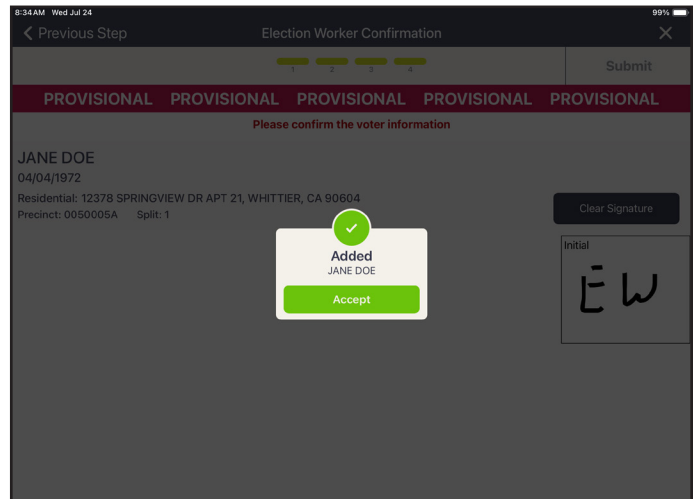 8:34 AM Wed Jul 24 99%
Previous Step Election Worker Confirmation
1 2 3 4 Submit
PROVISIONAL PROVISIONAL PROVISIONAL PROVISIONAL PROVISIONAL
Please confirm the voter information
JANE DOE
04/04/1972
Residential: 12378 SPRINGVIEW DR APT 21, WHITTIER, CA 90604
Precinct: 0050005A Split: 1
Clear Signature
Initial
EW
Added
JANE DOE
Accept